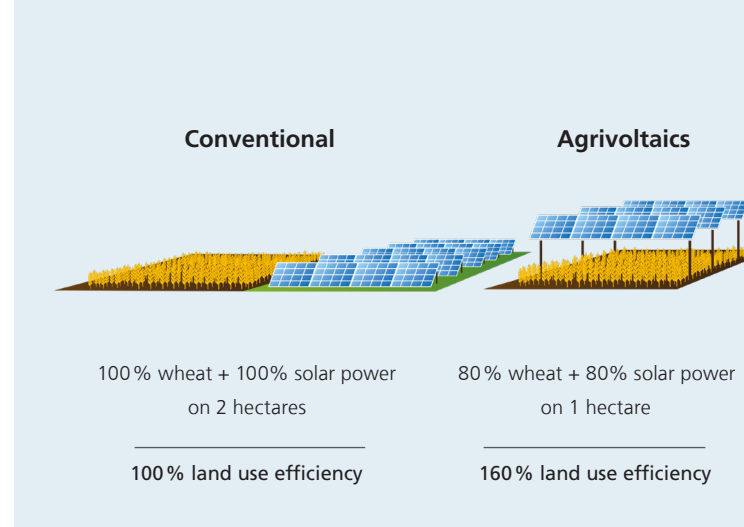 Conventional
100% wheat + 100% solar power
on 2 hectares
100% land use efficiency
Agrivoltaics
80% wheat + 80% solar power
on 1 hectare
160% land use efficiency